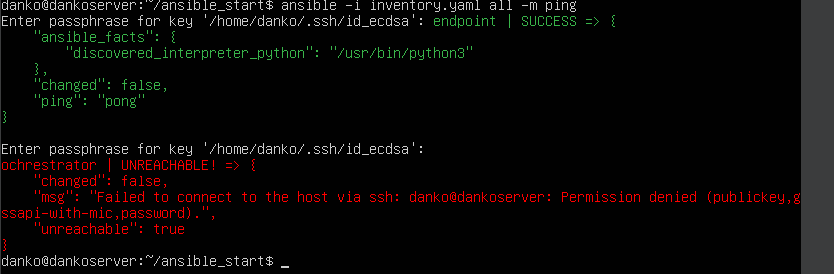 danko@dankoserver:~/ansible_start$ ansible -i inventory.yaml all -m ping
Enter passphrase for key '/home/danko/.ssh/id_ecdsa': endpoint | SUCCESS => {
    "ansible_facts": {
        "discovered_interpreter_python": "/usr/bin/python3"
    },
    "changed": false,
    "ping": "pong"
}
Enter passphrase for key '/home/danko/.ssh/id_ecdsa':
ochrestrator | UNREACHABLE! => {
    "changed": false,
    "msg": "Failed to connect to the host via ssh: danko@dankoserver: Permission denied (publickey,g
ssapi-with-mic,password).",
    "unreachable": true
}
danko@dankoserver:~/ansible_start$ _